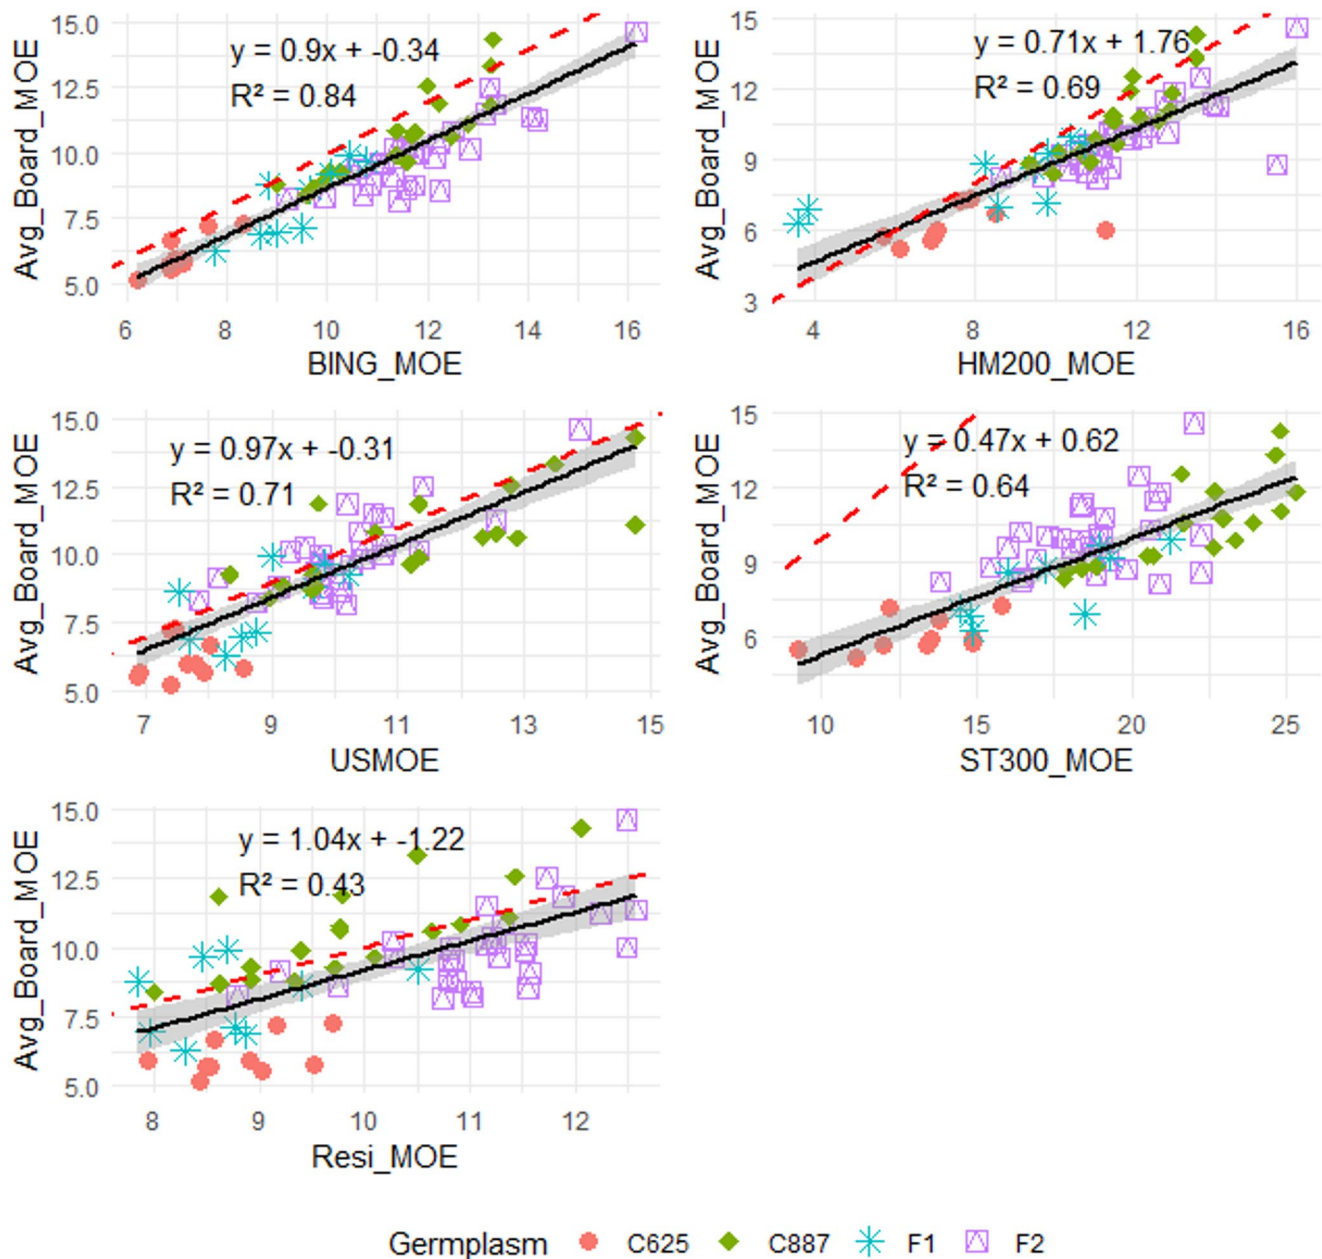 15.0
12.5
10.0
7.5
5.0
Avg_Board_MOE
y = 0.9x + -0.34
R² = 0.84
6 8 10 12 14 16
BING_MOE
15
12
9
6
3
Avg_Board_MOE
y = 0.71x + 1.76
R² = 0.69
4 8 12 16
HM200_MOE
15.0
12.5
10.0
7.5
5.0
Avg_Board_MOE
y = 0.97x + -0.31
R² = 0.71
7 9 11 13 15
USMOE
15
12
9
6
Avg_Board_MOE
y = 0.47x + 0.62
R² = 0.64
10 15 20 25
ST300_MOE
15.0
12.5
10.0
7.5
5.0
Avg_Board_MOE
y = 1.04x + -1.22
R² = 0.43
8 9 10 11 12
Resi_MOE
Germplasm C625 C887 F1 F2